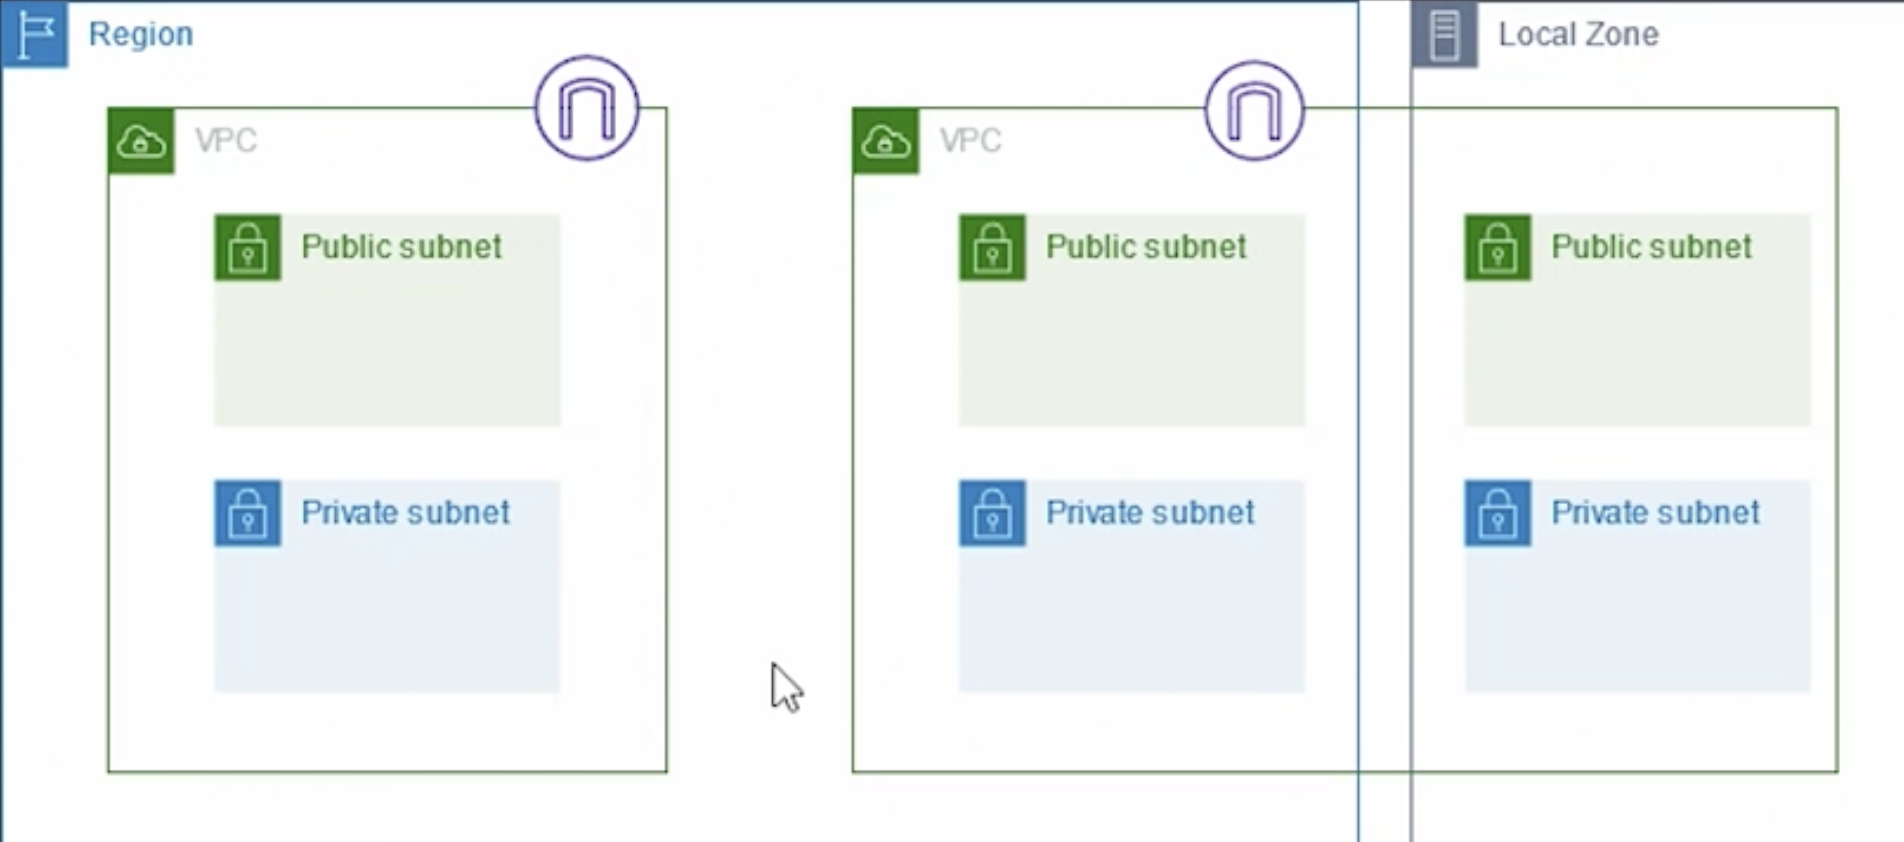 Region
Local Zone
VPC
VPC
Public subnet
Public subnet
Public subnet
Private subnet
Private subnet
Private subnet